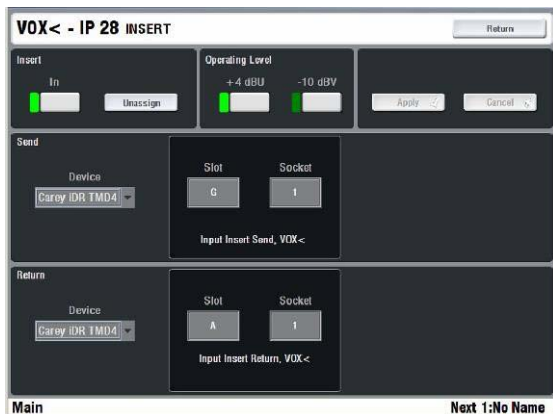 VOX< - IP 28 INSERT
Return
Insert
In
Unassign
Operating Level
+4 dBU -10 dBV
Apply
Cancel
Send
Device
Carey iDR TMD4
Slot Socket
G 1
Input Insert Send, VOX<
Return
Device
Carey iDR TMD4
Slot Socket
A 1
Input Insert Return, VOX<
Main
Next 1:No Name